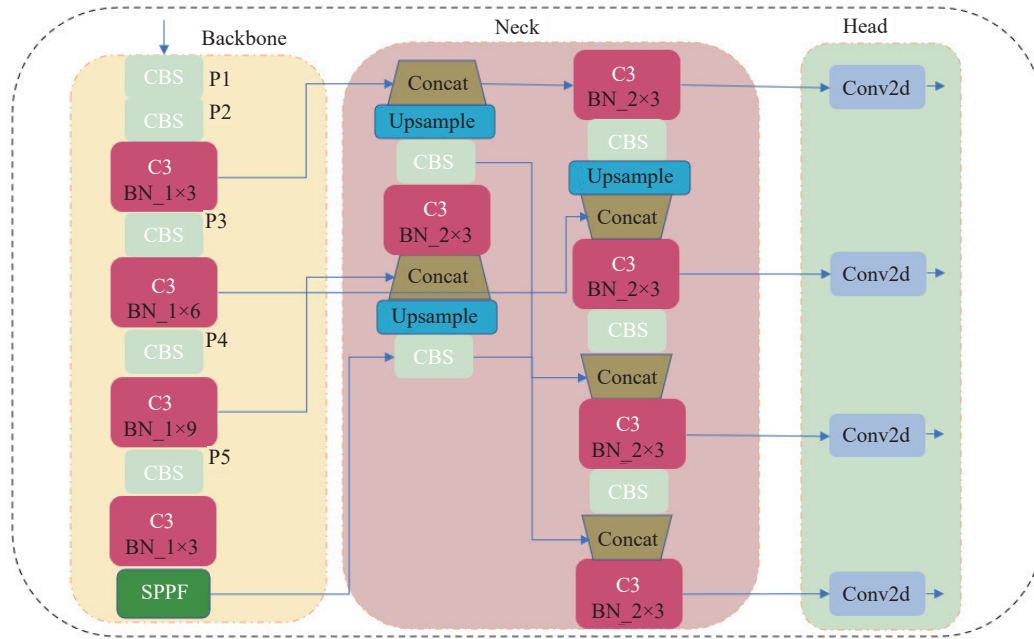 Backbone
CBS
P1
CBS
P2
C3
BN_1×3
CBS
P3
C3
BN_1×6
CBS
P4
C3
BN_1×9
CBS
P5
C3
BN_1×3
SPPF
Neck
Concat
Upsample
CBS
C3
BN_2×3
Concat
Upsample
CBS
C3
BN_2×3
CBS
Upsample
Concat
C3
BN_2×3
CBS
Concat
C3
BN_2×3
CBS
Concat
C3
BN_2×3
Head
Conv2d
Conv2d
Conv2d
Conv2d